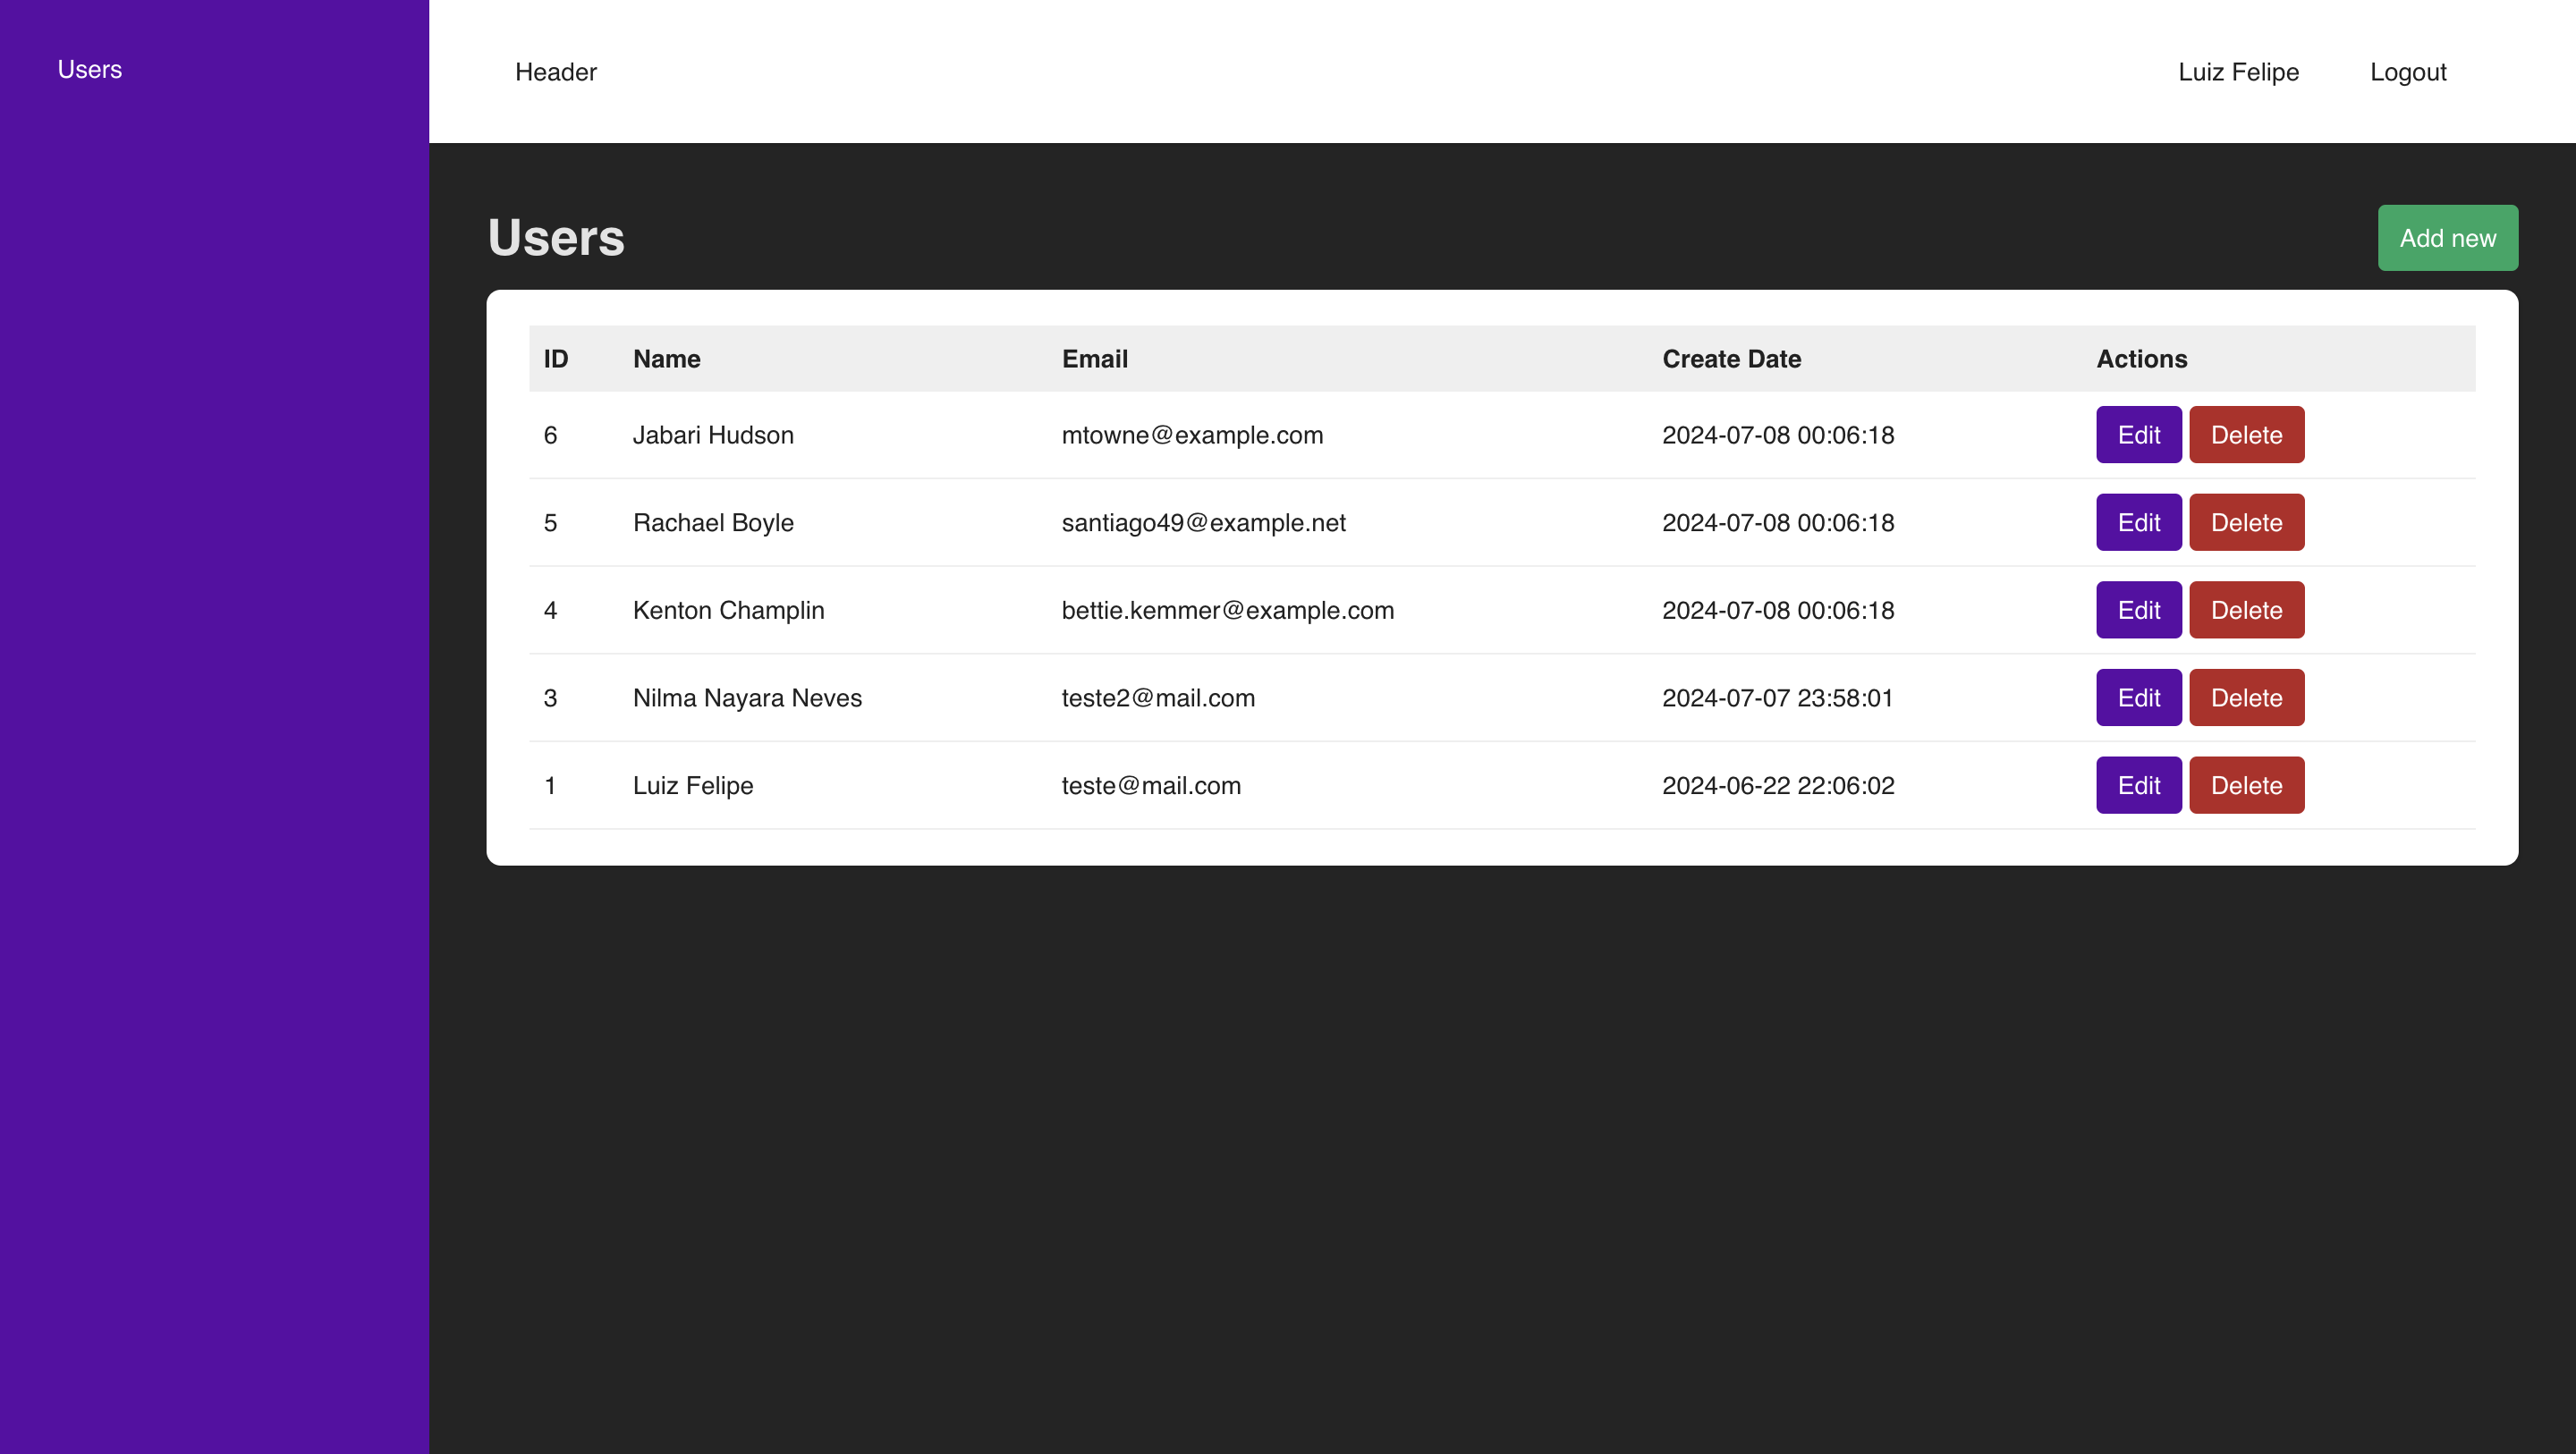 Users
Header Luiz Felipe Logout
Users Add new
ID Name Email Create Date Actions
6 Jabari Hudson mtowne@example.com 2024-07-08 00:06:18 Edit Delete
5 Rachael Boyle santiago49@example.net 2024-07-08 00:06:18 Edit Delete
4 Kenton Champlin bettie.kemmer@example.com 2024-07-08 00:06:18 Edit Delete
3 Nilma Nayara Neves teste2@mail.com 2024-07-07 23:58:01 Edit Delete
1 Luiz Felipe teste@mail.com 2024-06-22 22:06:02 Edit Delete